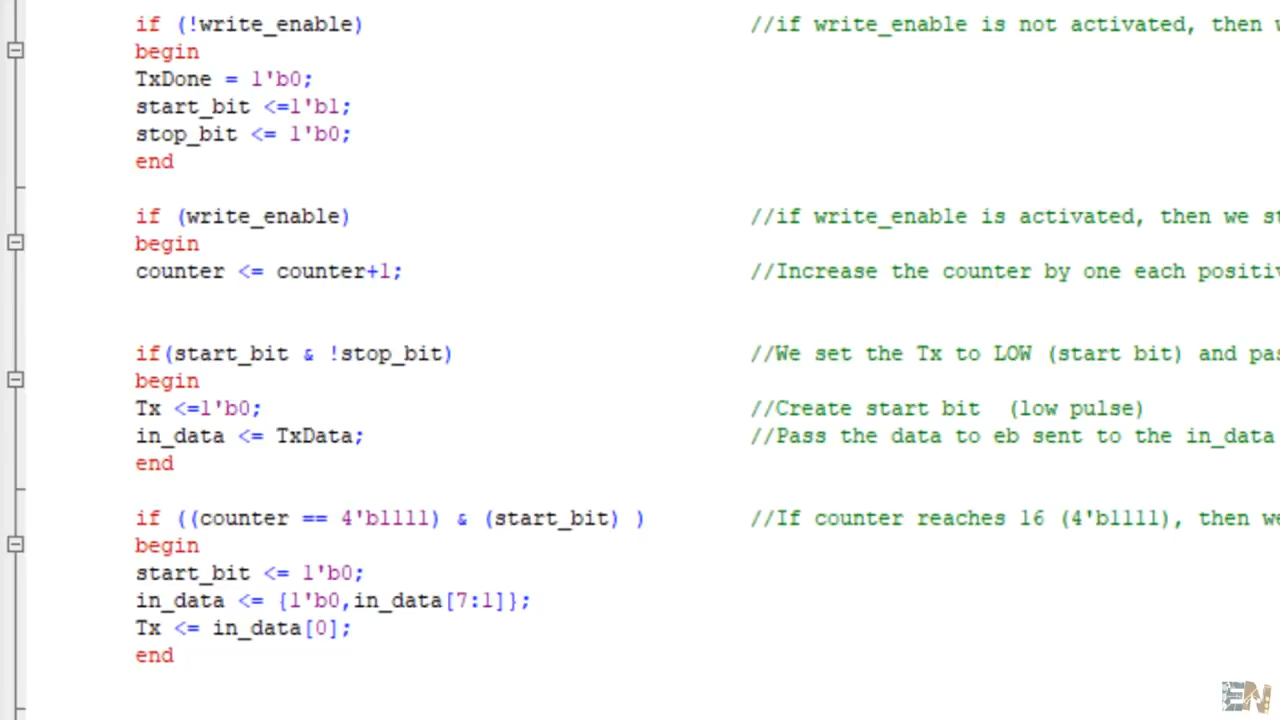 if (!write_enable) //if write_enable is not activated, then
begin
TxDone = 1'b0;
start_bit <=1'b1;
stop_bit <= 1'b0;
end
if (write_enable) //if write_enable is activated, then we st
begin
counter <= counter+1; //Increase the counter by one each positiv
if(start_bit & !stop_bit) //We set the Tx to LOW (start bit) and pas
begin
Tx <=1'b0; //Create start bit  (low pulse)
in_data <= TxData; //Pass the data to eb sent to the in_data
end
if ((counter == 4'b1111) & (start_bit) ) //If counter reaches 16 (4'b1111), then we
begin
start_bit <= 1'b0;
in_data <= {1'b0,in_data[7:1]};
Tx <= in_data[0];
end
EN